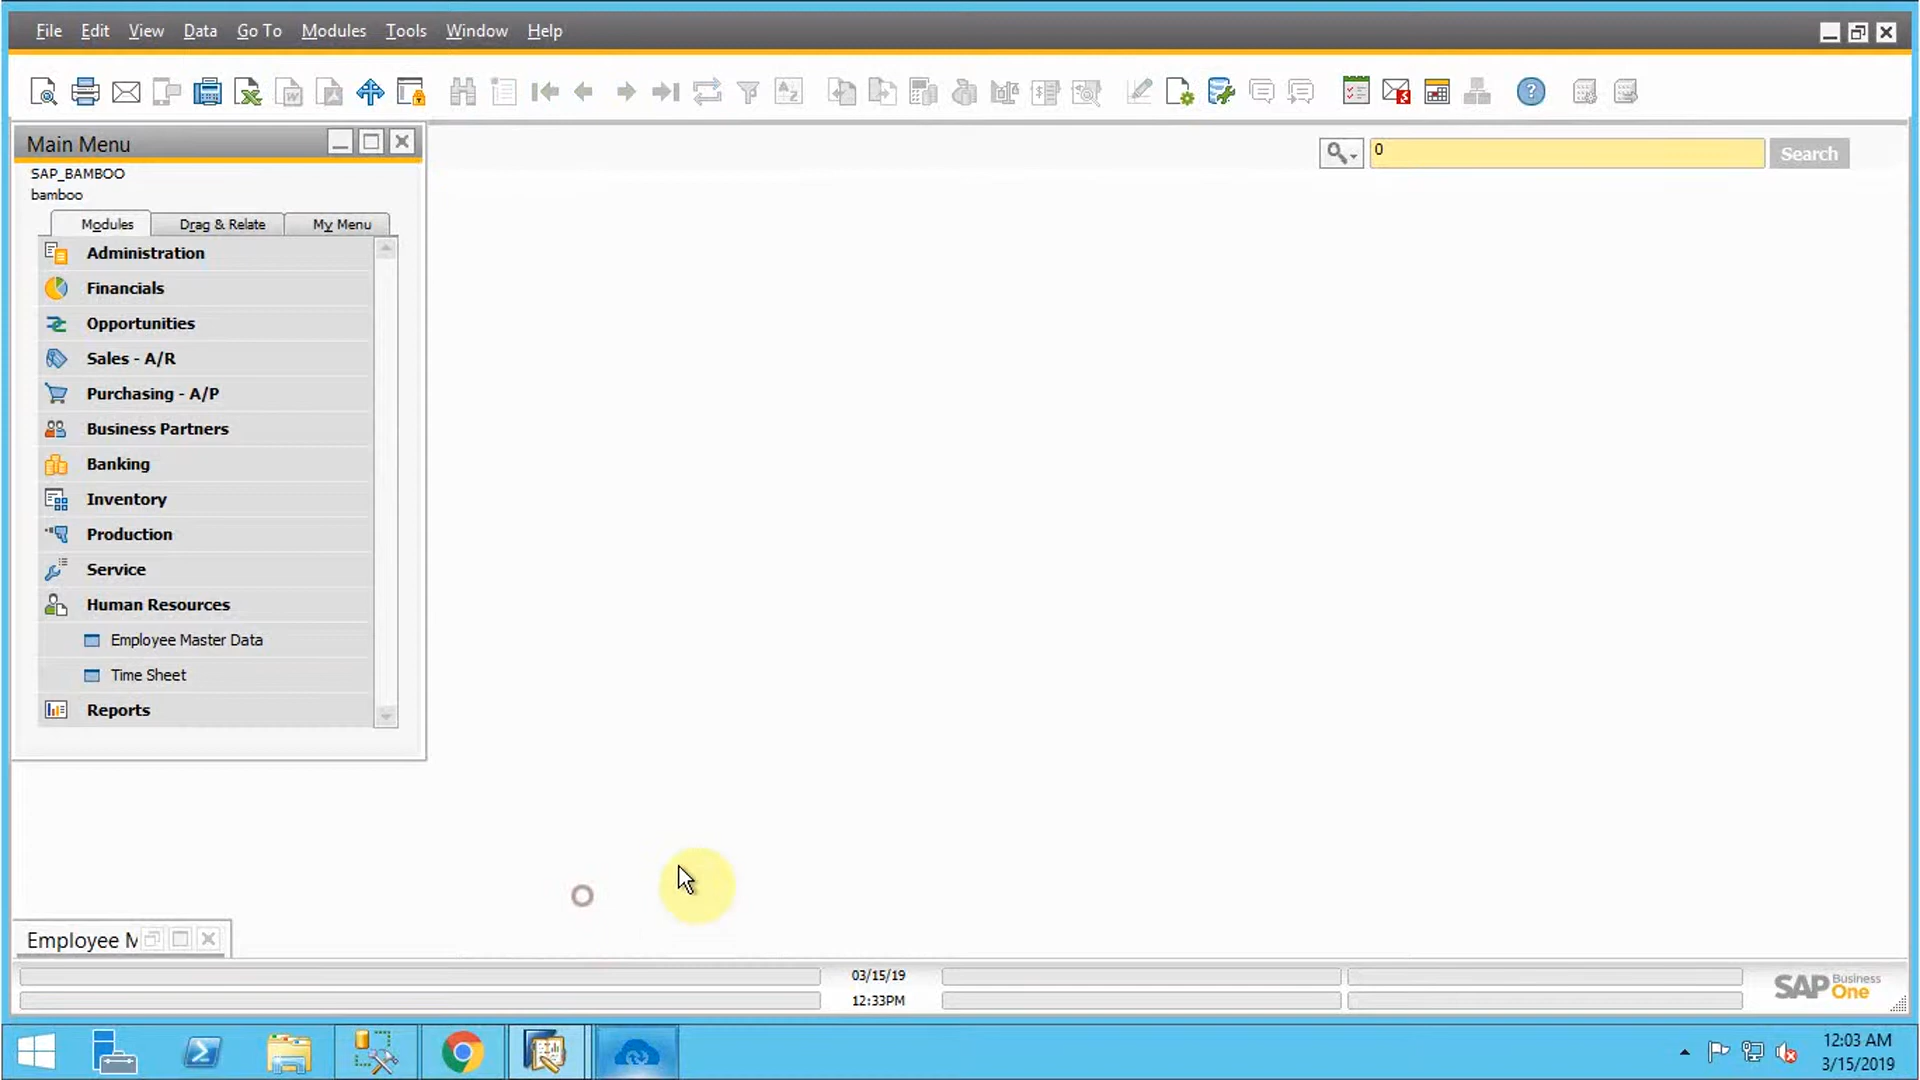 File Edit View Data Go To Modules Tools Window Help
Main Menu
0
Search
SAP_BAMBOO
bamboo
Modules Drag & Relate My Menu
Administration
Financials
Opportunities
Sales - A/R
Purchasing - A/P
Business Partners
Banking
Inventory
Production
Service
Human Resources
Employee Master Data
Time Sheet
Reports
Employee M
03/15/19
12:33PM
SAP Business One
12:03 AM
3/15/2019